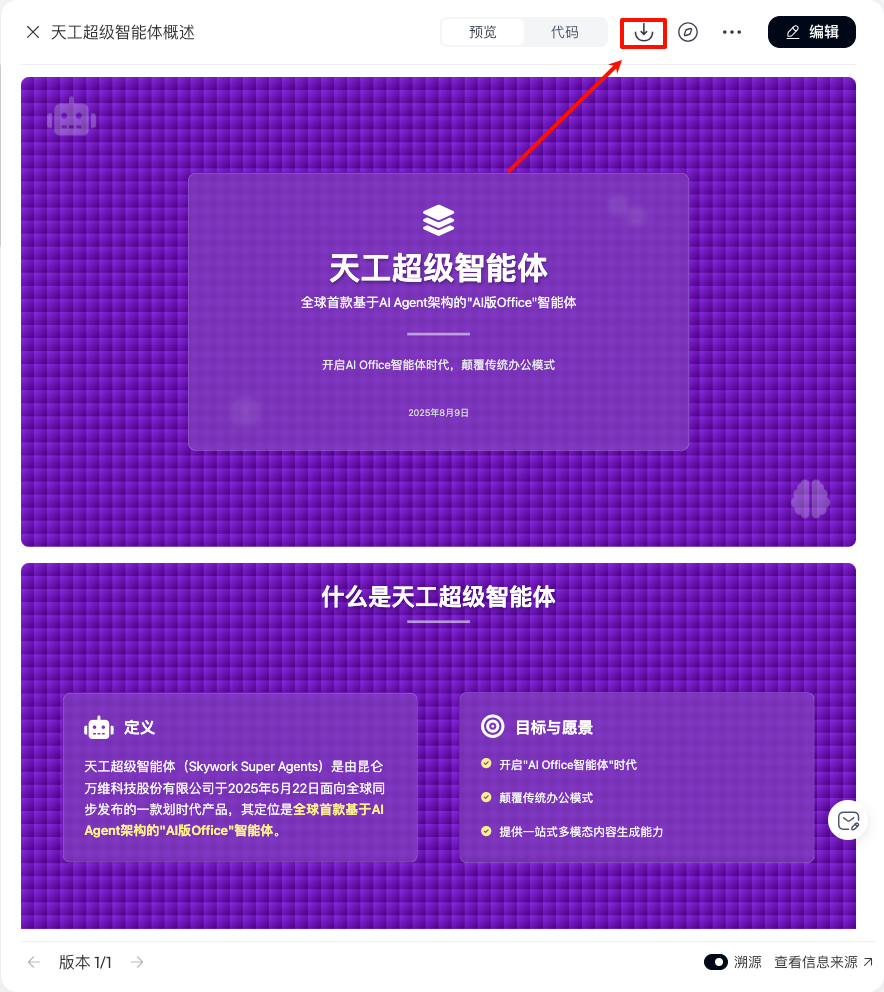 天工超级智能体概述
预览
代码
编辑
天工超级智能体
全球首款基于AI Agent架构的"AI版Office"智能体
开启AI Office智能体时代，颠覆传统办公模式
2025年8月9日
什么是天工超级智能体
定义
天工超级智能体（Skywork Super Agents）是由昆仑
万维科技股份有限公司于2025年5月22日面向全球同
步发布的一款划时代产品，其定位是全球首款基于AI
Agent架构的"AI版Office"智能体。
目标与愿景
开启"AI Office智能体"时代
颠覆传统办公模式
提供一站式多模态内容生成能力
版本 1/1
溯源
查看信息来源